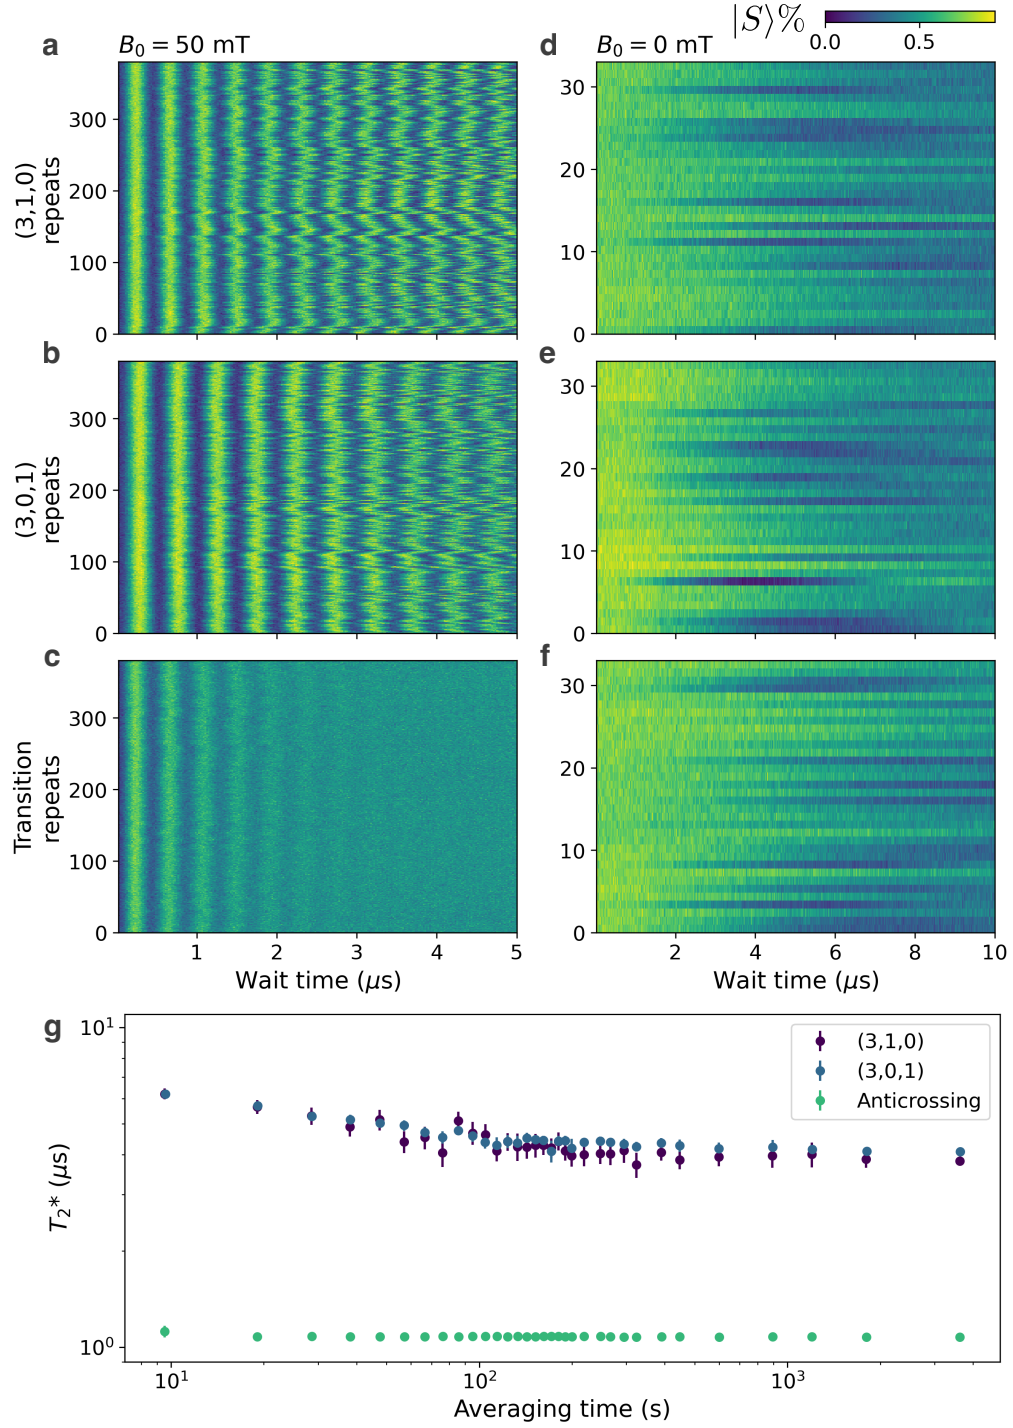 |S⟩%
0.0 0.5
a B₀ = 50 mT
d B₀ = 0 mT
(3,1,0)
repeats
300
200
100
0
30
20
10
0
b
e
(3,0,1)
repeats
300
200
100
0
30
20
10
0
c
f
Transition
repeats
300
200
100
0
30
20
10
0
1 2 3 4 5
2 4 6 8 10
Wait time (μs)
Wait time (μs)
g
10¹
10⁰
T₂* (μs)
(3,1,0)
(3,0,1)
Anticrossing
10¹ 10² 10³
Averaging time (s)